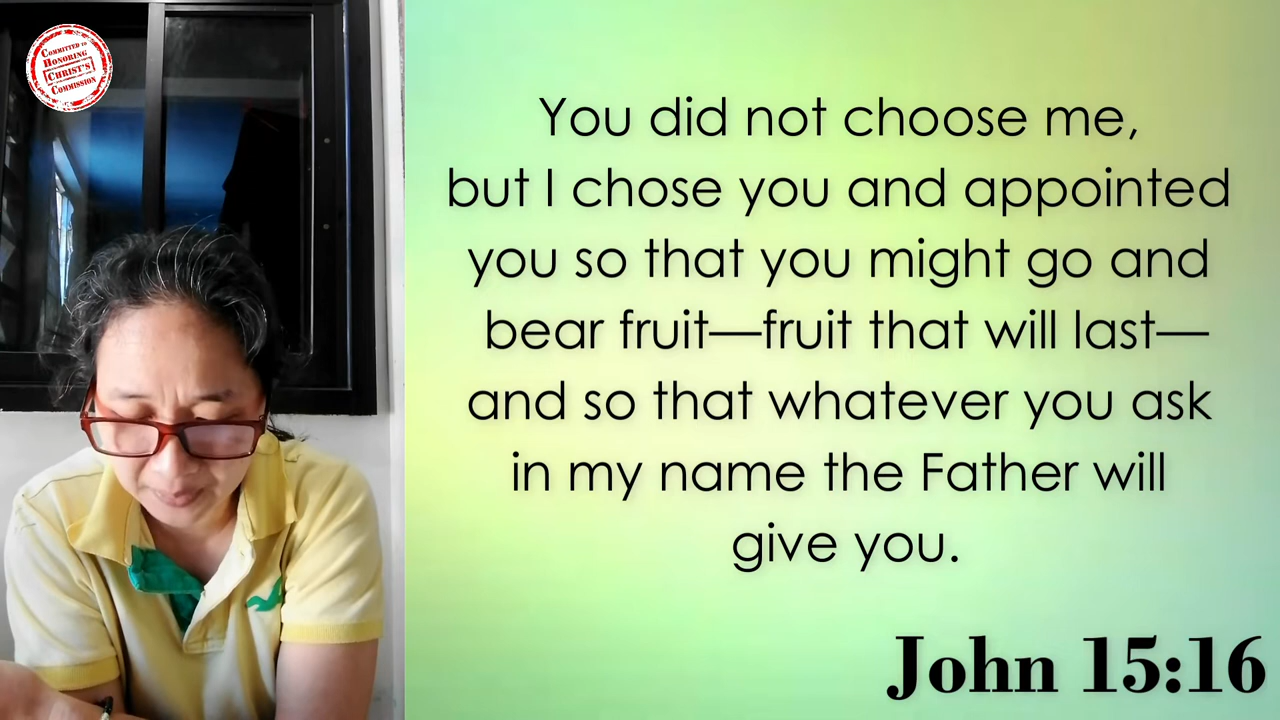 COMMITTED TO
HONORING
CHRIST'S
COMMISSION
You did not choose me,
but I chose you and appointed
you so that you might go and
bear fruit—fruit that will last—
and so that whatever you ask
in my name the Father will
give you.
John 15:16